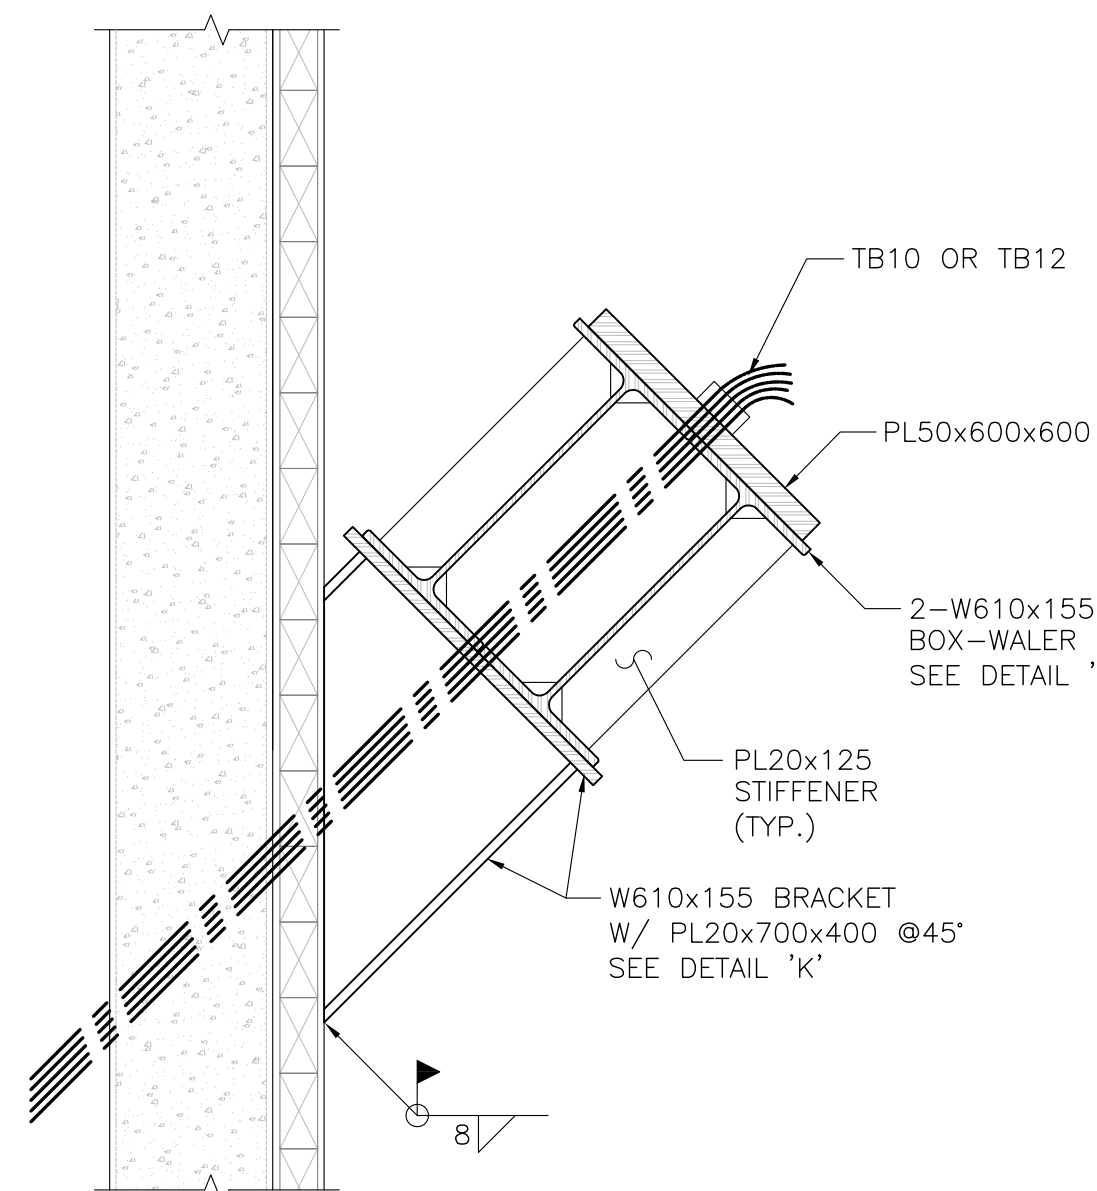 TB10 OR TB12
PL50x600x600
2-W610x155
BOX-WALER
SEE DETAIL '
PL20x125
STIFFENER
(TYP.)
W610x155 BRACKET
W/ PL20x700x400 @45°
SEE DETAIL 'K'
8